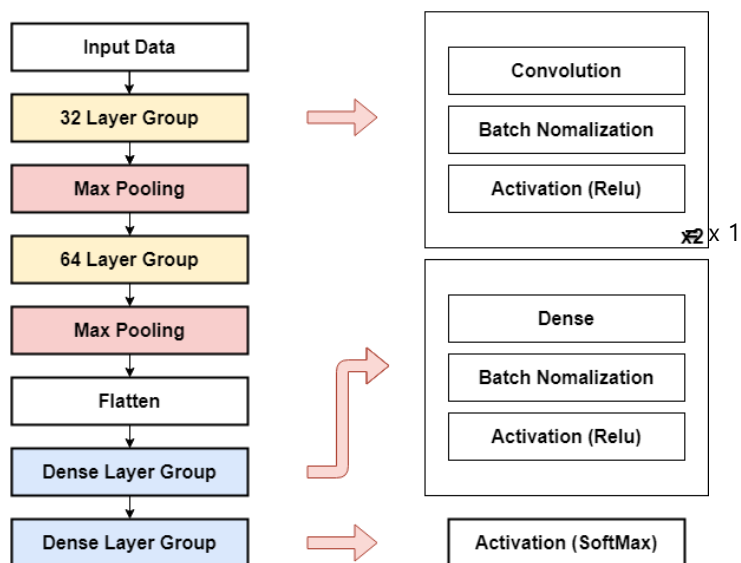 Input Data
32 Layer Group
Max Pooling
64 Layer Group
Max Pooling
Flatten
Dense Layer Group
Dense Layer Group
Convolution
Batch Nomalization
Activation (Relu)
x 1
Dense
Batch Nomalization
Activation (Relu)
Activation (SoftMax)